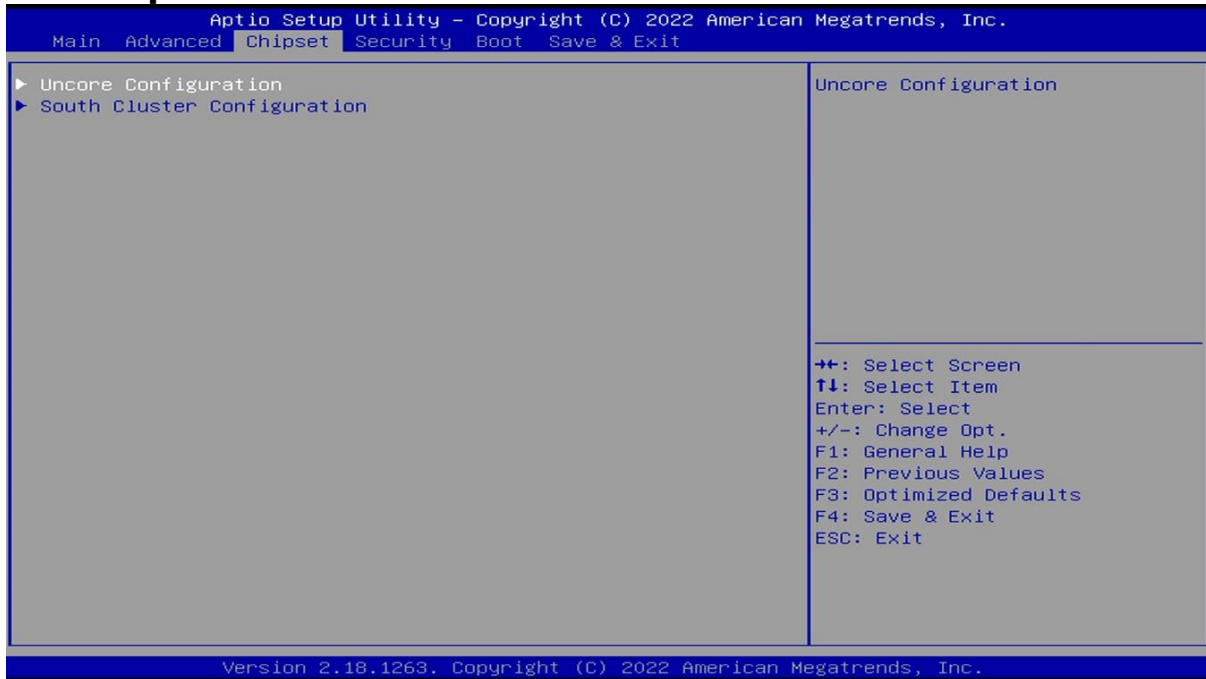 Aptio Setup Utility – Copyright (C) 2022 American Megatrends, Inc.
Main Advanced Chipset Security Boot Save & Exit
▶ Uncore Configuration
▶ South Cluster Configuration
Uncore Configuration
→←: Select Screen
↑↓: Select Item
Enter: Select
+/-: Change Opt.
F1: General Help
F2: Previous Values
F3: Optimized Defaults
F4: Save & Exit
ESC: Exit
Version 2.18.1263. Copyright (C) 2022 American Megatrends, Inc.